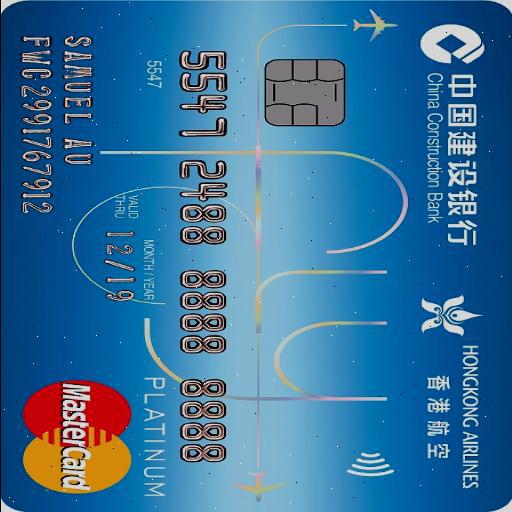 中国建设银行
China Construction Bank
HONGKONG AIRLINES
香港航空
5547 2488 8888 8888
5547
MONTH / YEAR
VALID
THRU
12/19
PLATINUM
SAMUEL AU
FWC2991767912
MasterCard